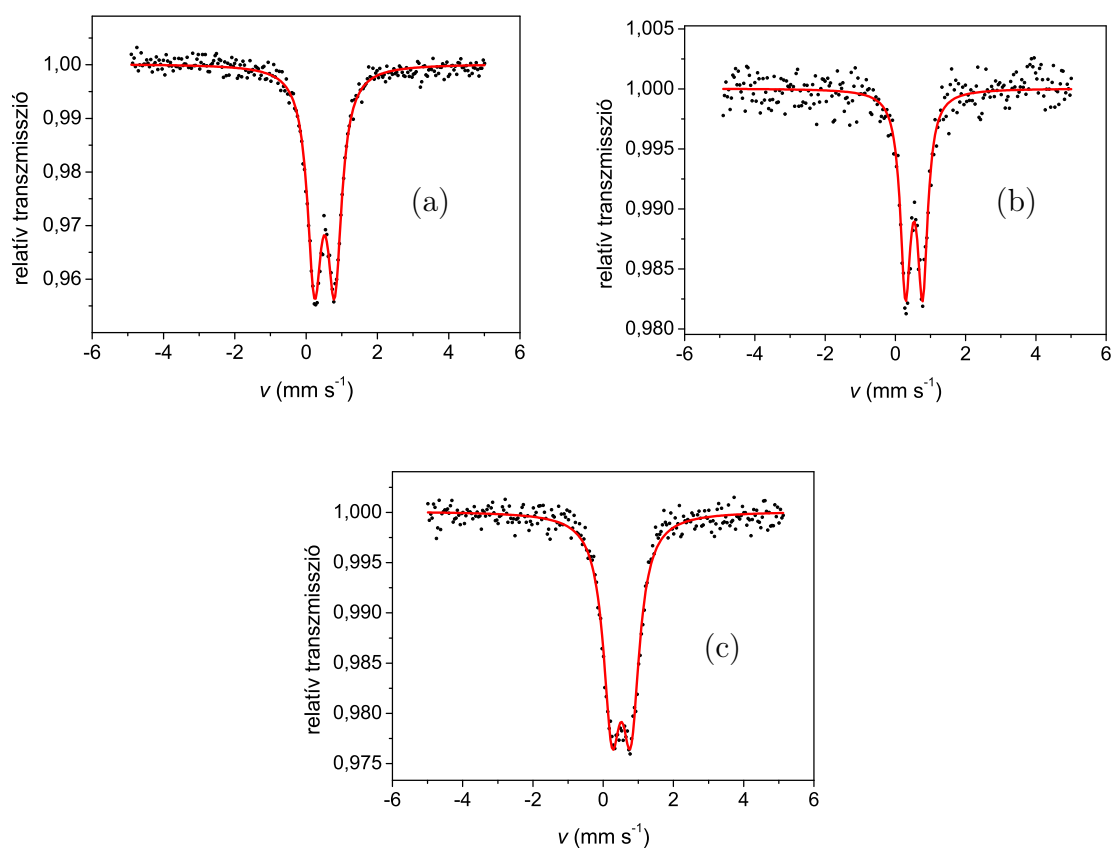 1,00
0,99
0,98
0,97
0,96
relatív transzmisszió
(a)
-6 -4 -2 0 2 4 6
v (mm s⁻¹)
1,005
1,000
0,995
0,990
0,985
0,980
relatív transzmisszió
(b)
-6 -4 -2 0 2 4 6
v (mm s⁻¹)
1,000
0,995
0,990
0,985
0,980
0,975
relatív transzmisszió
(c)
-6 -4 -2 0 2 4 6
v (mm s⁻¹)